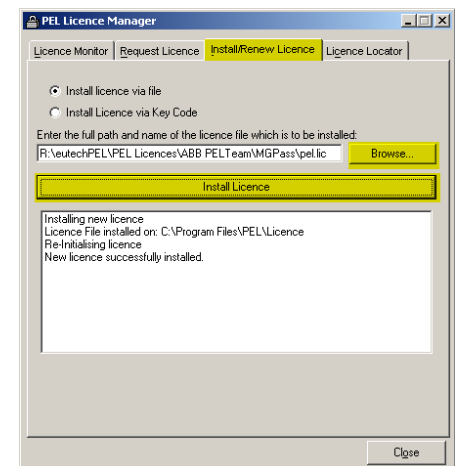 PEL Licence Manager
Licence Monitor Request Licence Install/Renew Licence Licence Locator
Install licence via file
Install Licence via Key Code
Enter the full path and name of the licence file which is to be installed:
R:\eutechPEL\PEL Licences\ABB PELTeam\MGPass\pel.lic Browse...
Install Licence
Installing new licence
Licence File installed on: C:\Program Files\PEL\Licence
Re-Initialising licence
New licence successfully installed.
Close